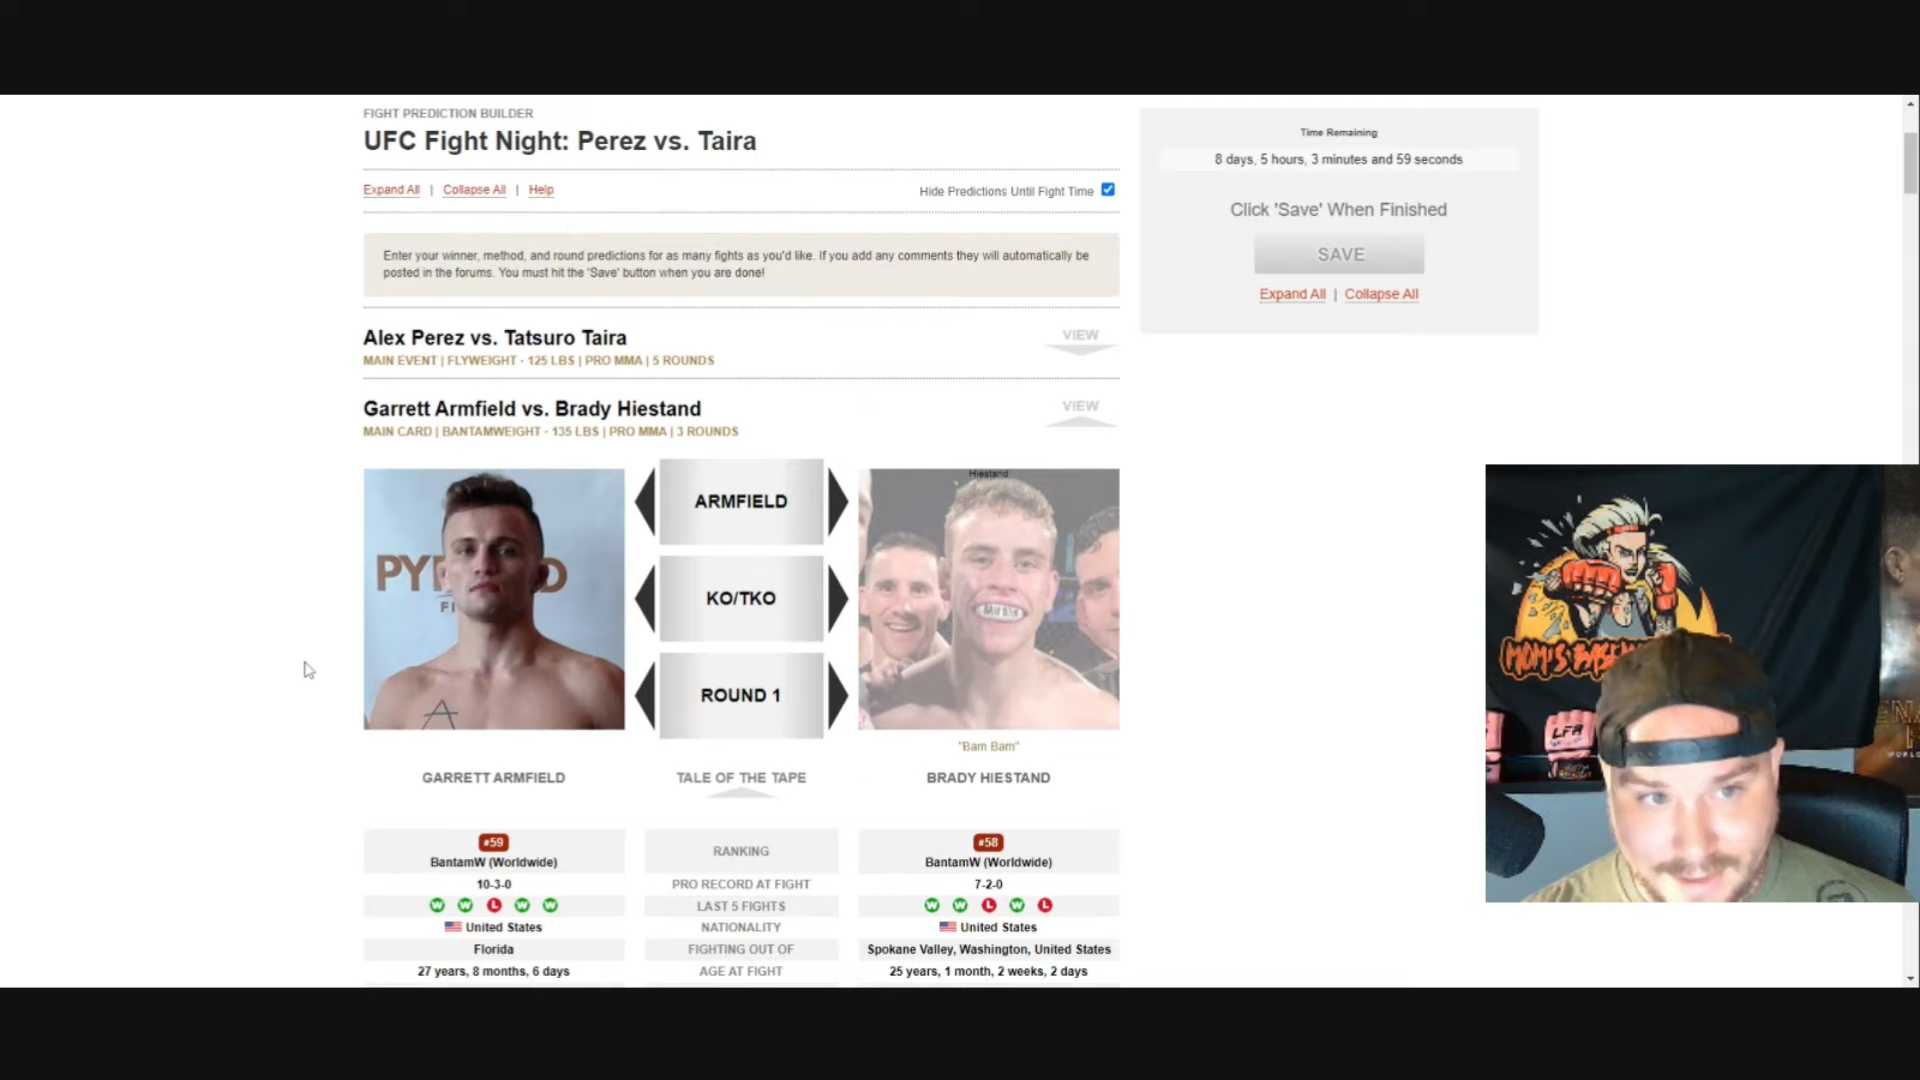 FIGHT PREDICTION BUILDER
UFC Fight Night: Perez vs. Taira
Expand All | Collapse All | Help
Hide Predictions Until Fight Time
Enter your winner, method, and round predictions for as many fights as you'd like. If you add any comments they will automatically be
posted in the forums. You must hit the 'Save' button when you are done!
Time Remaining
8 days, 5 hours, 3 minutes and 59 seconds
Click 'Save' When Finished
SAVE
Expand All | Collapse All
Alex Perez vs. Tatsuro Taira
VIEW
MAIN EVENT | FLYWEIGHT · 125 LBS | PRO MMA | 5 ROUNDS
Garrett Armfield vs. Brady Hiestand
VIEW
MAIN CARD | BANTAMWEIGHT · 135 LBS | PRO MMA | 3 ROUNDS
Hiestand
ARMFIELD
KO/TKO
ROUND 1
"Bam Bam"
GARRETT ARMFIELD
TALE OF THE TAPE
BRADY HIESTAND
#59
BantamW (Worldwide)
RANKING
#58
BantamW (Worldwide)
10-3-0
PRO RECORD AT FIGHT
7-2-0
W W L W W
LAST 5 FIGHTS
W W L W L
United States
NATIONALITY
United States
Florida
FIGHTING OUT OF
Spokane Valley, Washington, United States
27 years, 8 months, 6 days
AGE AT FIGHT
25 years, 1 month, 2 weeks, 2 days
MOM'S
LFA